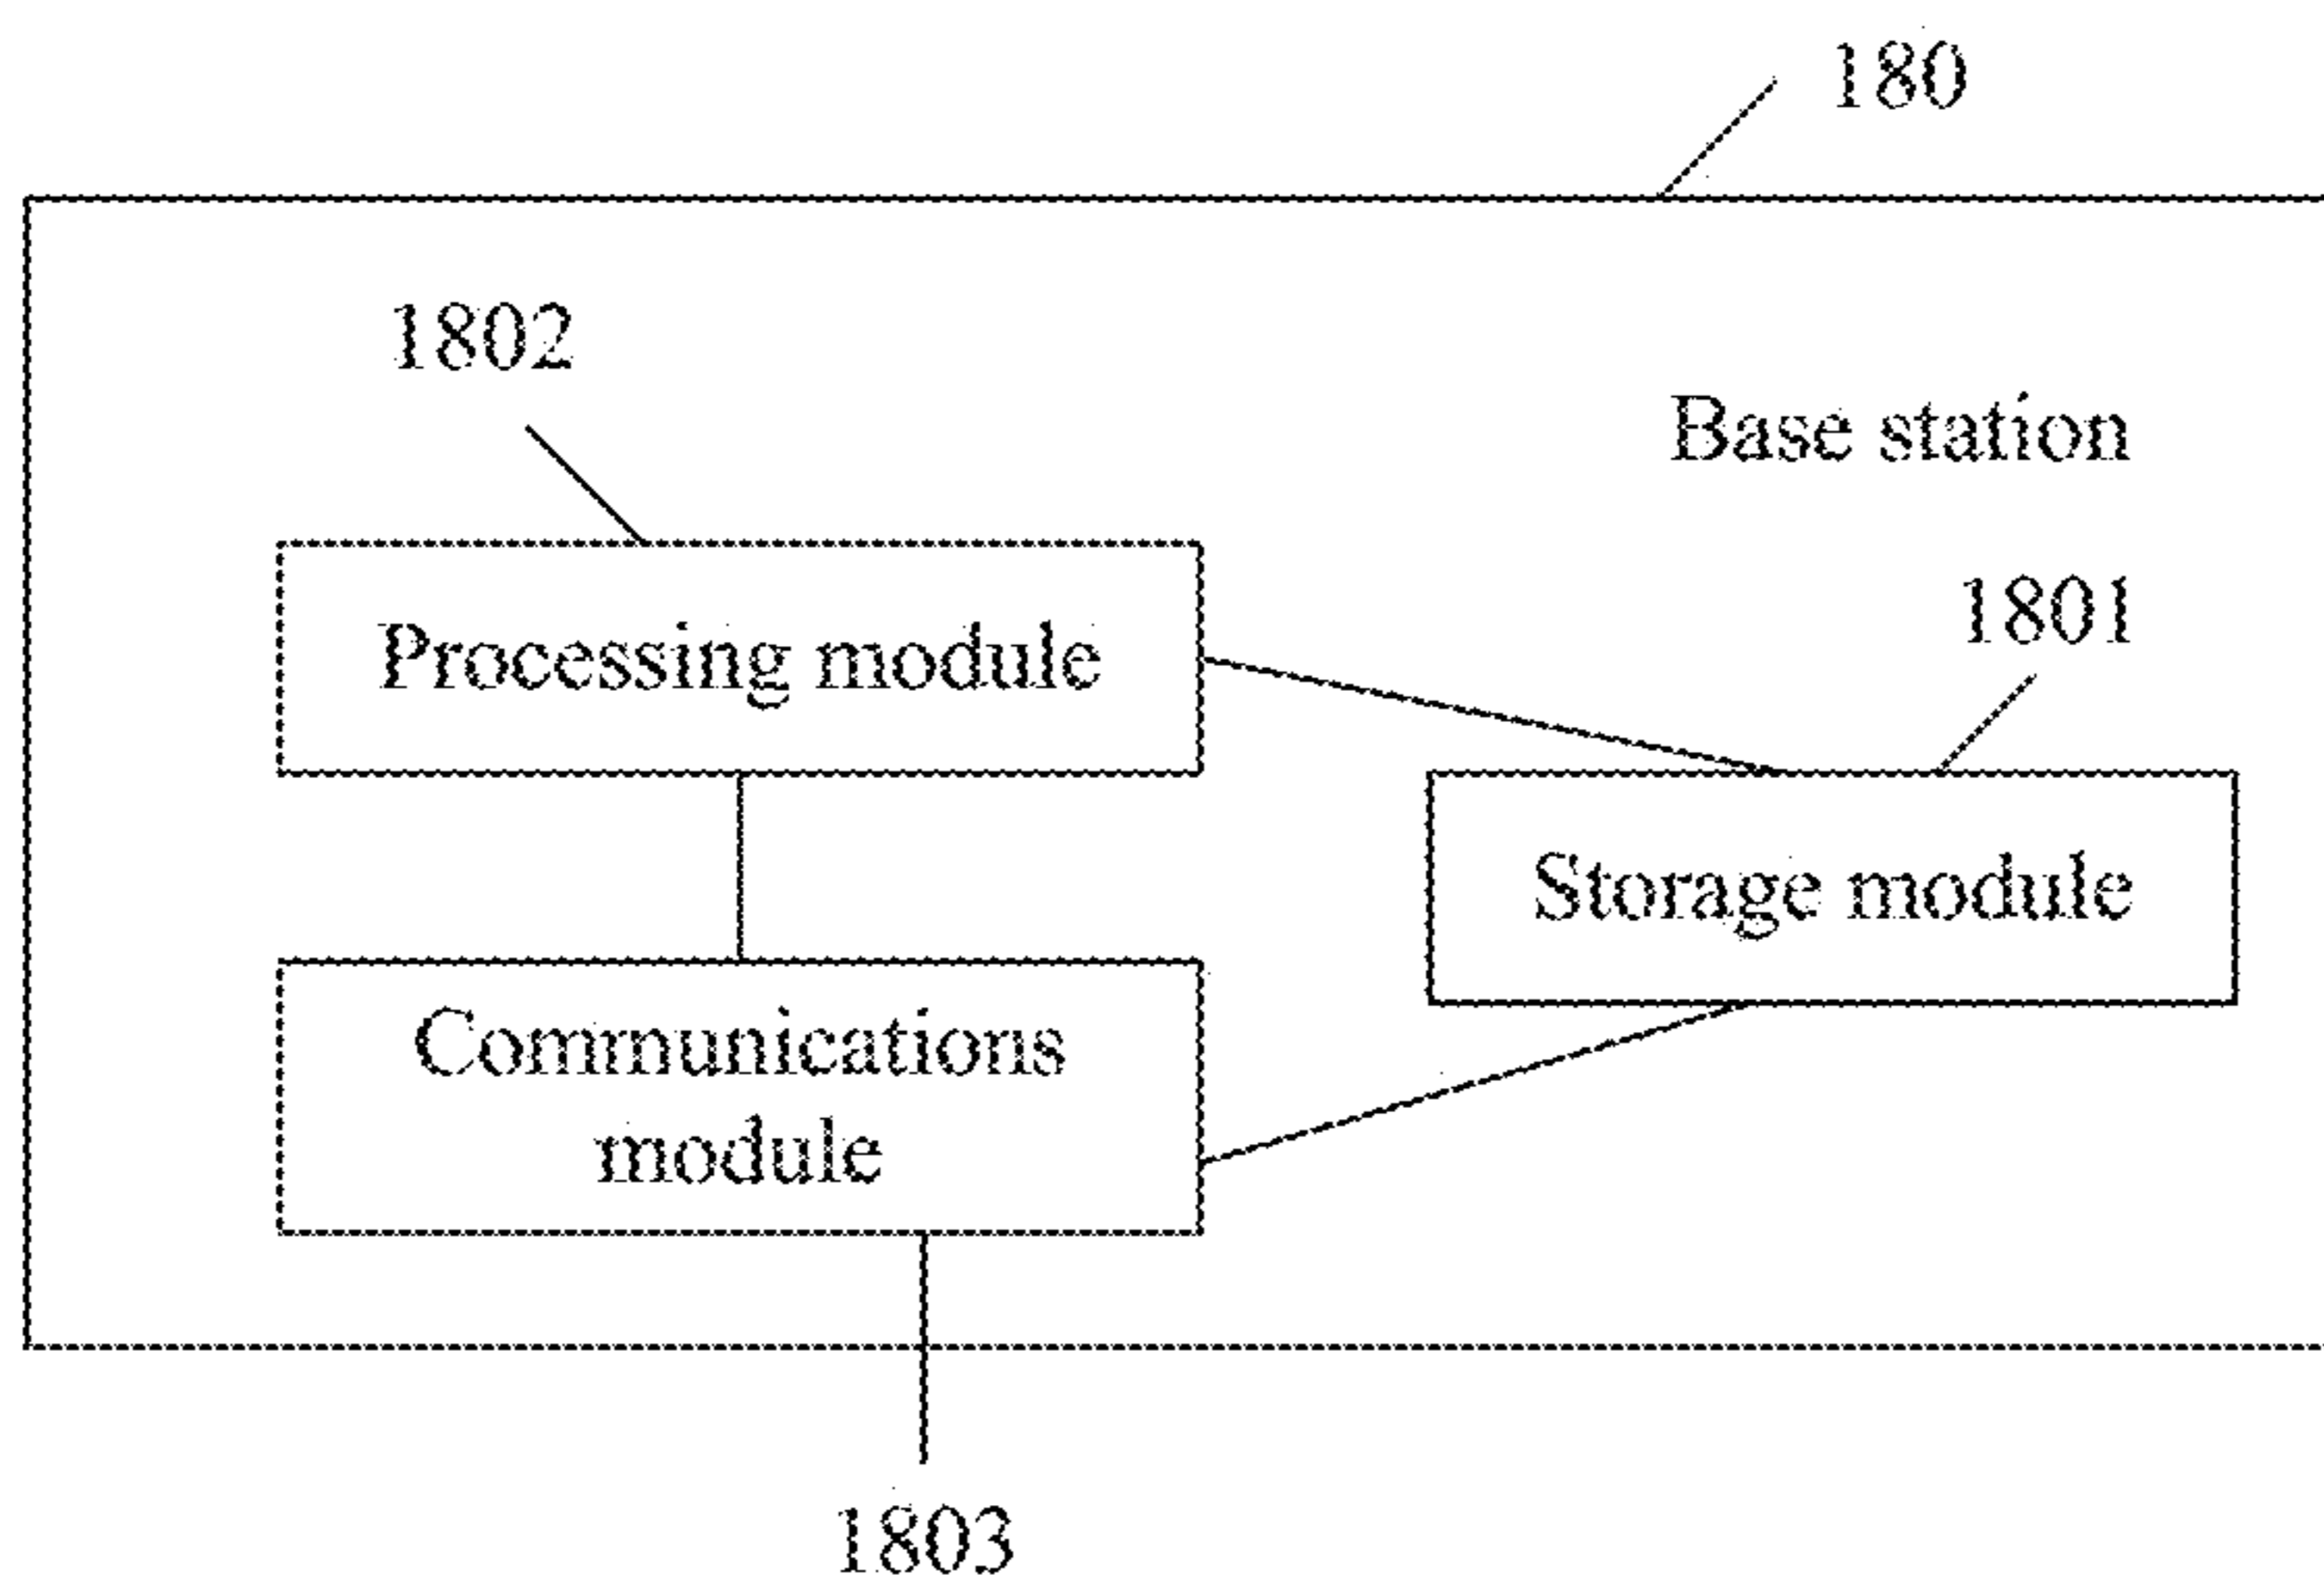 180
1802
Base station
1801
Processing module
Storage module
Communications
module
1803